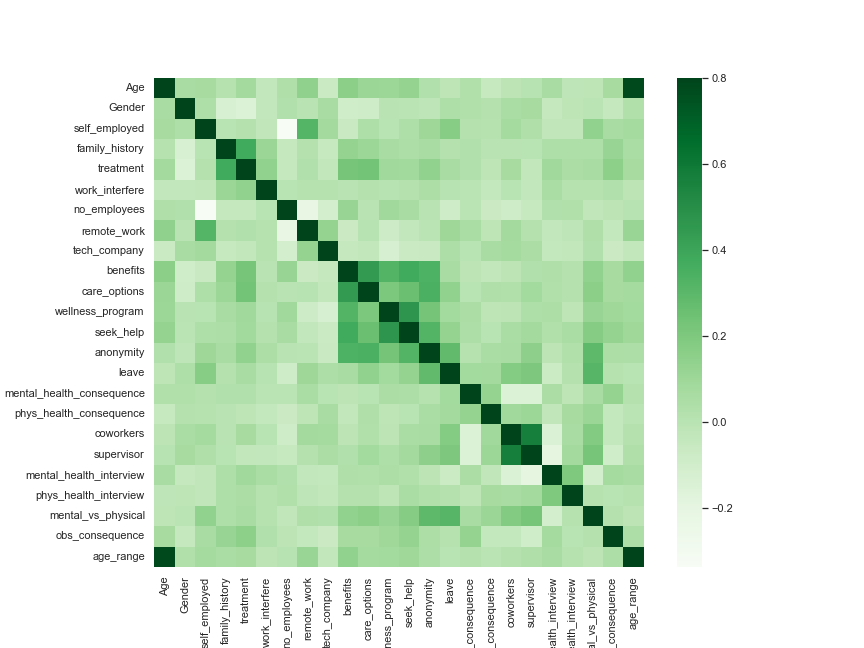 Age
Gender
self_employed
family_history
treatment
work_interfere
no_employees
remote_work
tech_company
benefits
care_options
wellness_program
seek_help
anonymity
leave
mental_health_consequence
phys_health_consequence
coworkers
supervisor
mental_health_interview
phys_health_interview
mental_vs_physical
obs_consequence
age_range
0.8
0.6
0.4
0.2
0.0
−0.2
Age
Gender
self_employed
family_history
treatment
work_interfere
no_employees
remote_work
tech_company
benefits
care_options
ness_program
seek_help
anonymity
leave
_consequence
_consequence
coworkers
supervisor
ealth_interview
ealth_interview
al_vs_physical
_consequence
age_range